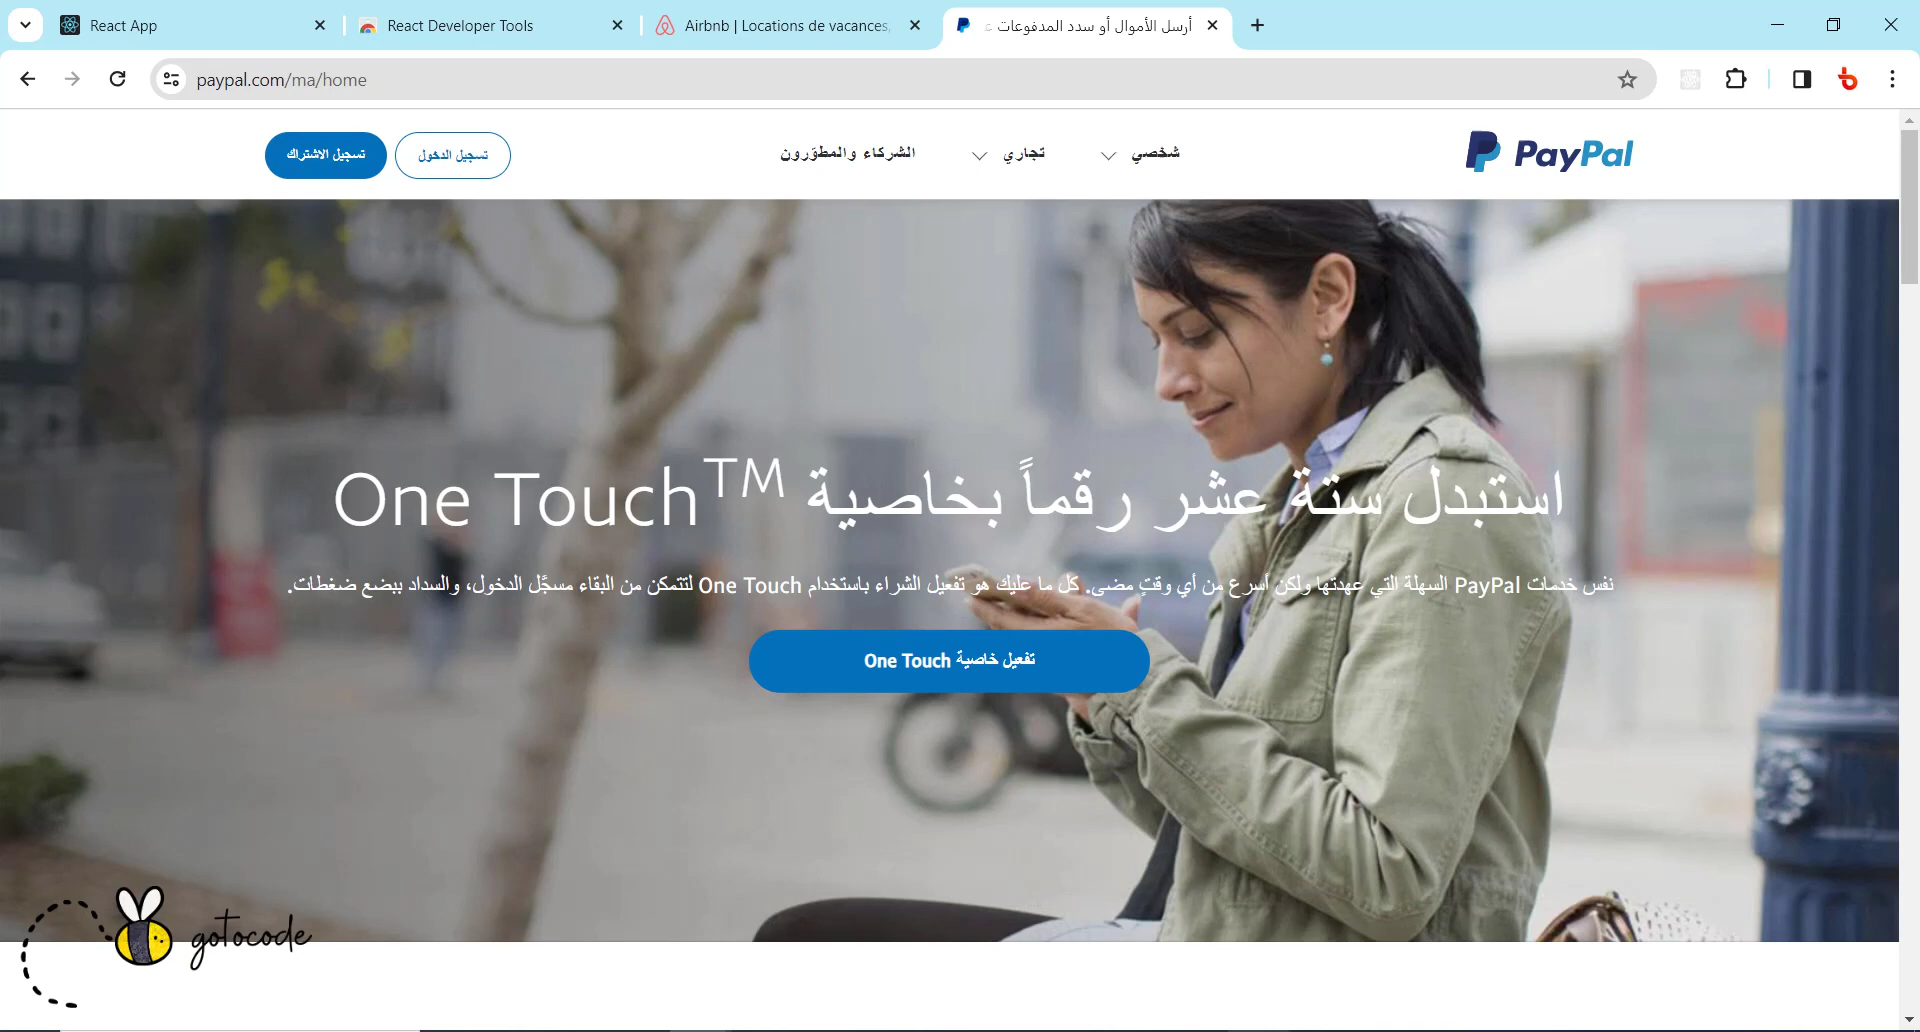 React App
React Developer Tools
Airbnb | Locations de vacances,
أرسل الأموال أو سدد المدفوعات
paypal.com/ma/home
PayPal
شخصي
تجاري
الشركاء والمطوّرون
تسجيل الدخول
تسجيل الاشتراك
استبدل ستة عشر رقماً بخاصية One Touch™
نفس خدمات PayPal السهلة التي عهدتها ولكن أسرع من أي وقتٍ مضى. كل ما عليك هو تفعيل الشراء باستخدام One Touch لتتمكن من البقاء مسجَّل الدخول، والسداد ببضع ضغطات.
تفعيل خاصية One Touch
gotocode